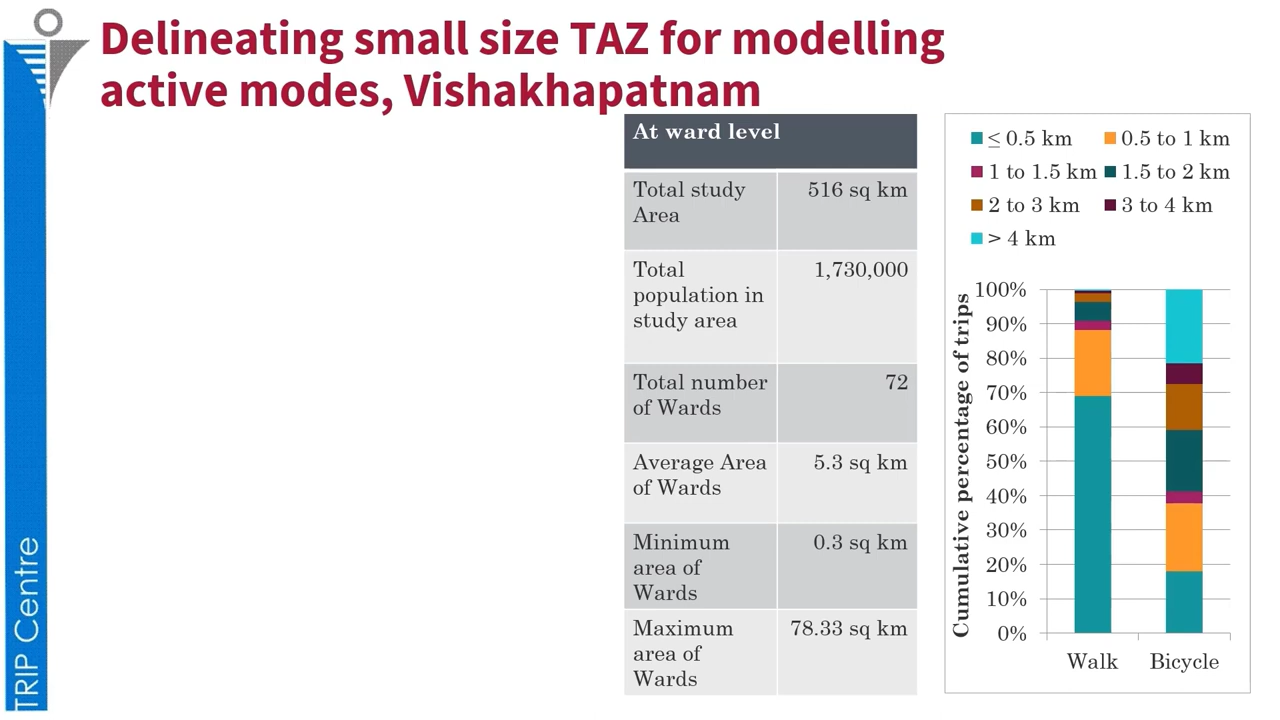 Delineating small size TAZ for modelling
active modes, Vishakhapatnam
TRIP Centre
At ward level
Total study
Area
516 sq km
Total
population in
study area
1,730,000
Total number
of Wards
72
Average Area
of Wards
5.3 sq km
Minimum
area of
Wards
0.3 sq km
Maximum
area of
Wards
78.33 sq km
≤ 0.5 km
0.5 to 1 km
1 to 1.5 km
1.5 to 2 km
2 to 3 km
3 to 4 km
> 4 km
Cumulative percentage of trips
100%
90%
80%
70%
60%
50%
40%
30%
20%
10%
0%
Walk
Bicycle